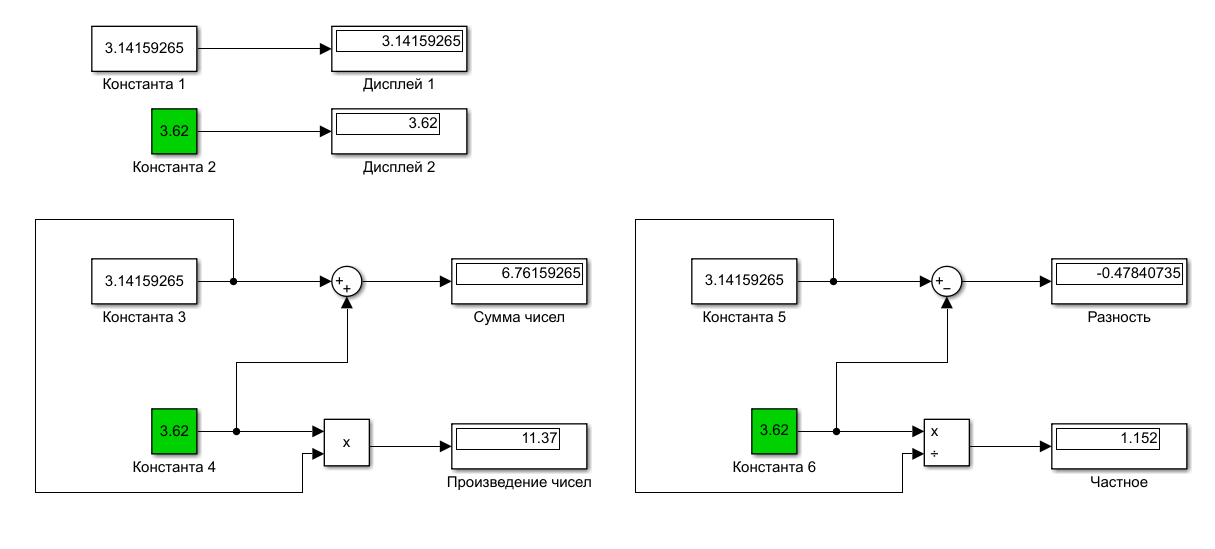 3.14159265
3.14159265
Константа 1
Дисплей 1
3.62
3.62
Константа 2
Дисплей 2
3.14159265
+
+
6.76159265
Константа 3
Сумма чисел
3.62
x
11.37
Константа 4
Произведение чисел
3.14159265
+
−
-0.47840735
Константа 5
Разность
3.62
x
÷
1.152
Константа 6
Частное